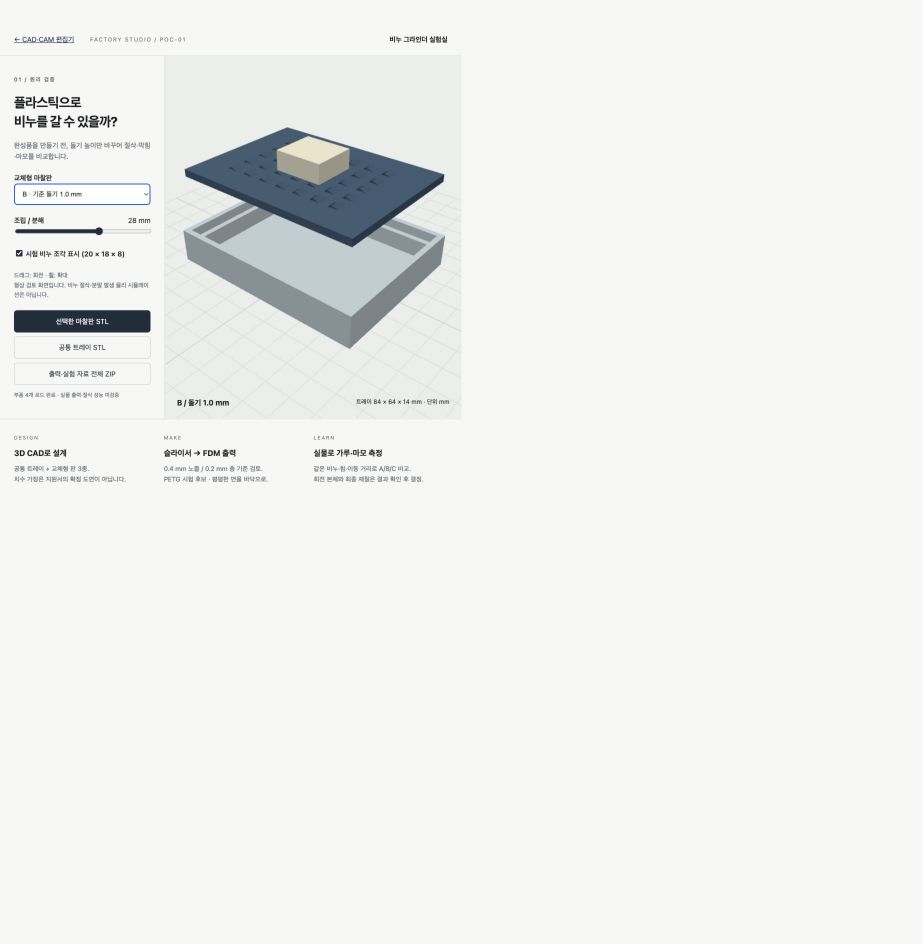 ← CAD·CAM 편집기
FACTORY STUDIO / POC-01
비누 그라인더 실험실
01 / 원리 검증
플라스틱으로
비누를 갈 수 있을까?
완성품을 만들기 전, 돌기 높이만 바꾸어 절삭·막힘
·마모를 비교합니다.
교체형 마찰판
B · 기준 돌기 1.0 mm
조립 / 분해
28 mm
시험 비누 조각 표시 (20 × 18 × 8)
드래그: 회전 · 휠: 확대
형상 검토 화면입니다. 비누 절삭·분말 발생 물리 시뮬레이
션은 아닙니다.
선택한 마찰판 STL
공통 트레이 STL
출력·실험 자료 전체 ZIP
부품 4개 로드 완료 · 실물 출력·절삭 성능 미검증
B / 돌기 1.0 mm
트레이 84 × 64 × 14 mm · 단위 mm
DESIGN
3D CAD로 설계
공통 트레이 + 교체형 판 3종.
치수 가정은 지원서의 확정 도면이 아닙니다.
MAKE
슬라이서 → FDM 출력
0.4 mm 노즐 / 0.2 mm 층 기준 검토.
PETG 시험 후보 · 평평한 면을 바닥으로.
LEARN
실물로 가루·마모 측정
같은 비누·힘·이동 거리로 A/B/C 비교.
회전 본체와 최종 재질은 결과 확인 후 결정.